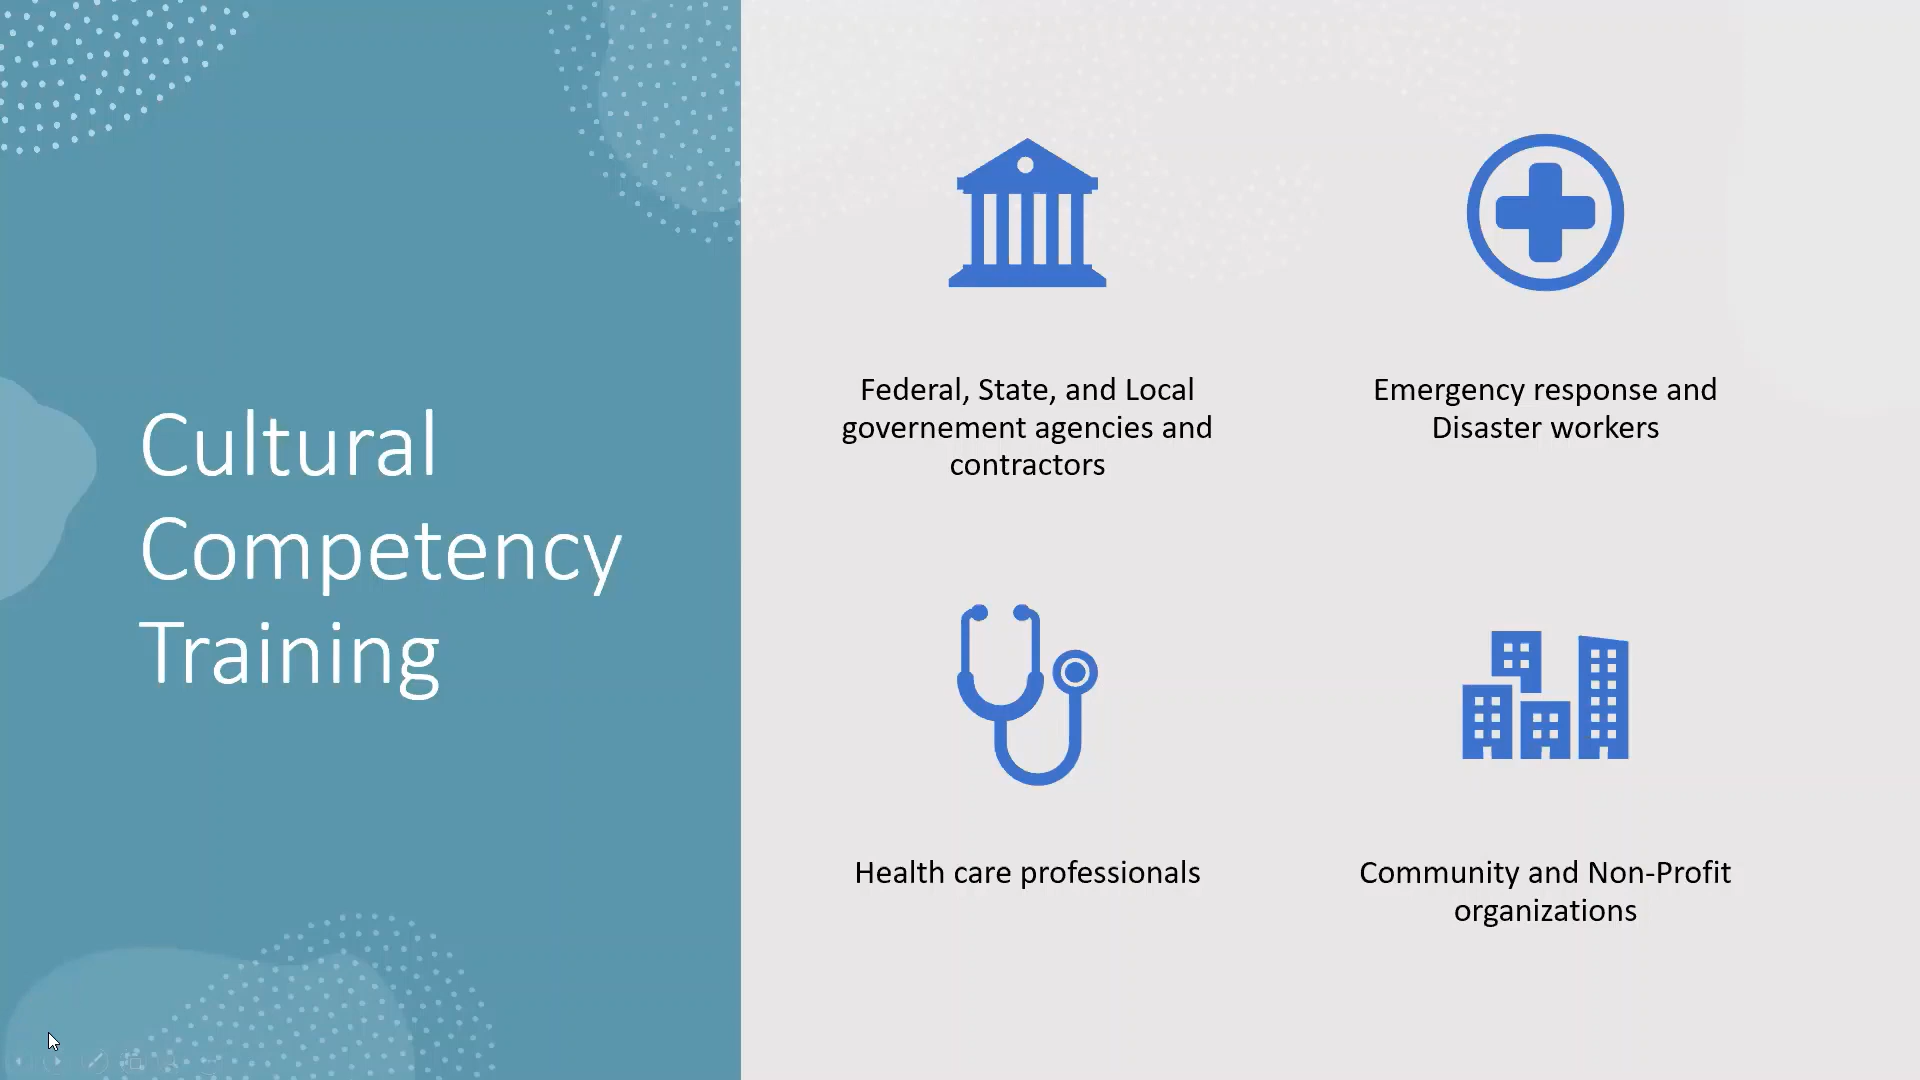 Cultural
Competency
Training
Federal, State, and Local
governement agencies and
contractors
Emergency response and
Disaster workers
Health care professionals
Community and Non-Profit
organizations